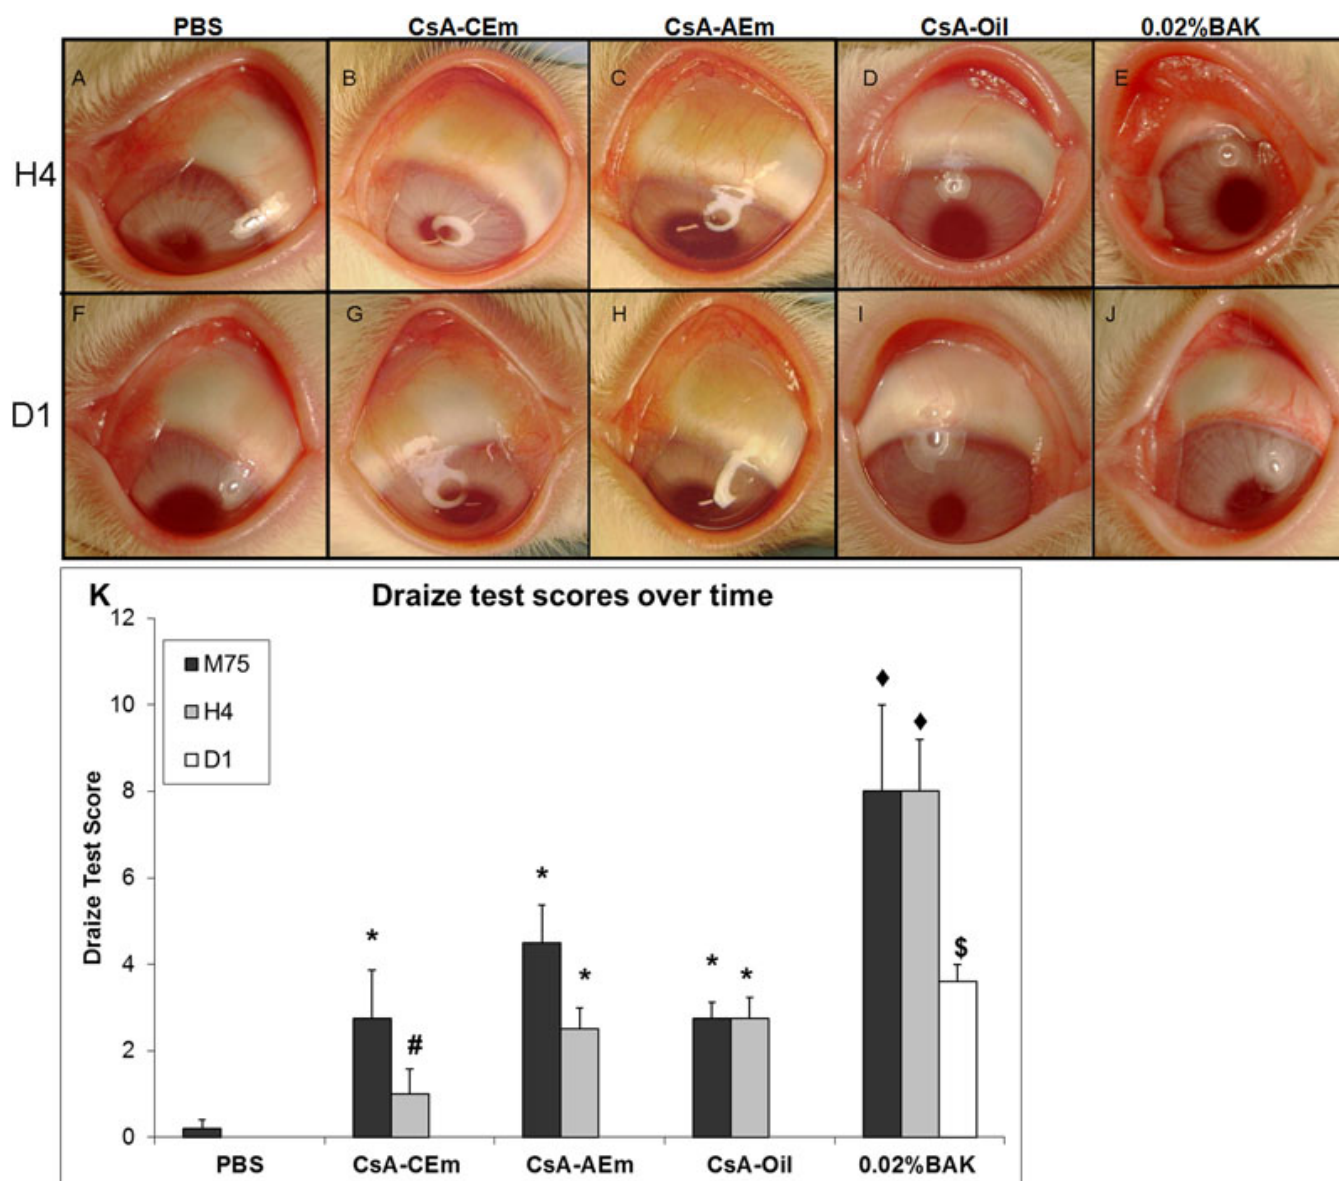 PBS CsA-CEm CsA-AEm CsA-Oil 0.02%BAK
A B C D E
H4
F G H I J
D1
K Draize test scores over time
12
10
8
6
4
2
0
Draize Test Score
M75
H4
D1
* # * * * * ♦ ♦ $
PBS CsA-CEm CsA-AEm CsA-Oil 0.02%BAK